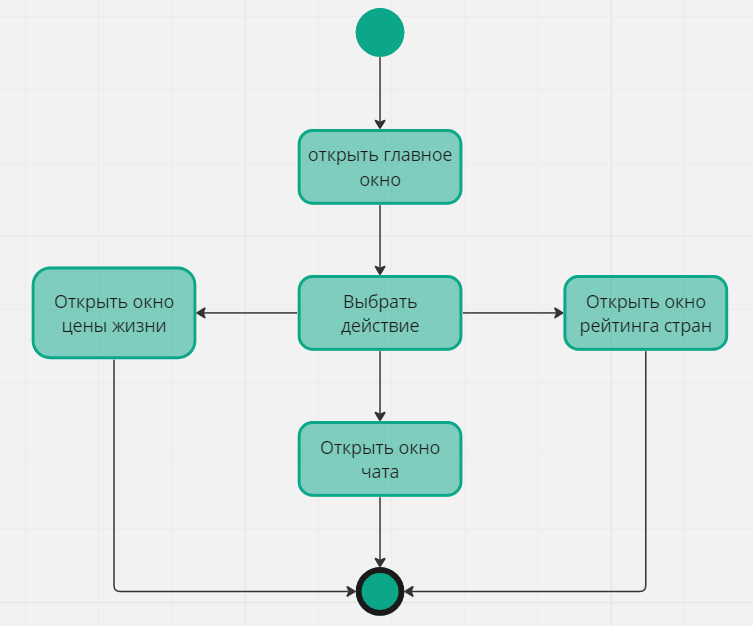 открыть главное
окно
Открыть окно
цены жизни
Выбрать
действие
Открыть окно
рейтинга стран
Открыть окно
чата